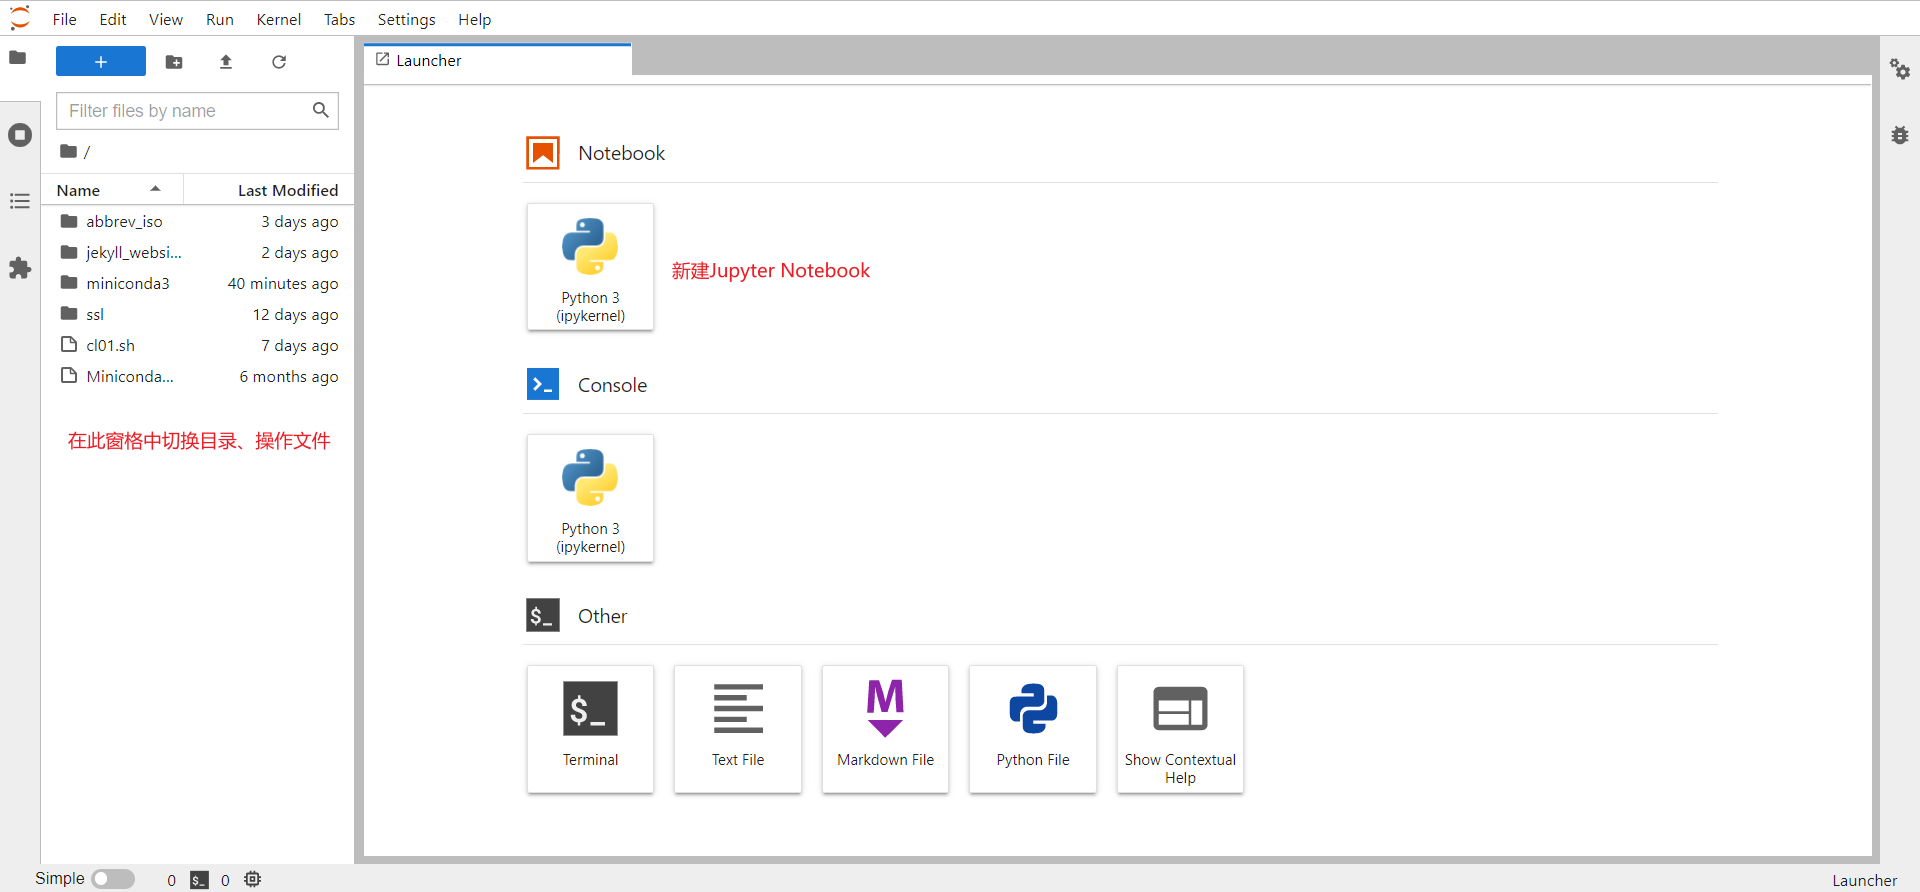 File Edit View Run Kernel Tabs Settings Help
+
Launcher
Filter files by name
/
Name Last Modified
abbrev_iso 3 days ago
jekyll_websi... 2 days ago
miniconda3 40 minutes ago
ssl 12 days ago
cl01.sh 7 days ago
Miniconda... 6 months ago
在此窗格中切换目录、操作文件
Notebook
Python 3
(ipykernel)
新建Jupyter Notebook
Console
Python 3
(ipykernel)
$_ Other
$_
Terminal
Text File
M
Markdown File
Python File
Show Contextual
Help
Simple 0 $_ 0 Launcher